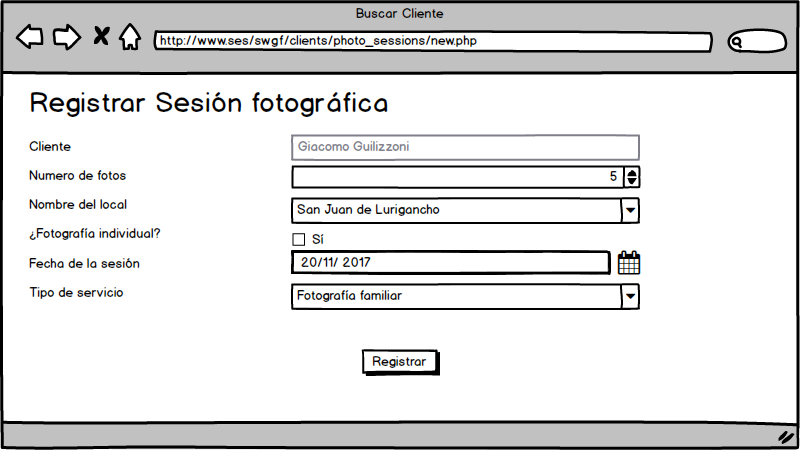 Buscar Cliente
http://www.ses/swgf/clients/photo_sessions/new.php
Registrar Sesión fotográfica
Cliente Giacomo Guilizzoni
Numero de fotos 5
Nombre del local San Juan de Lurigancho
¿Fotografía individual? Sí
Fecha de la sesión 20/11/ 2017
Tipo de servicio Fotografía familiar
Registrar